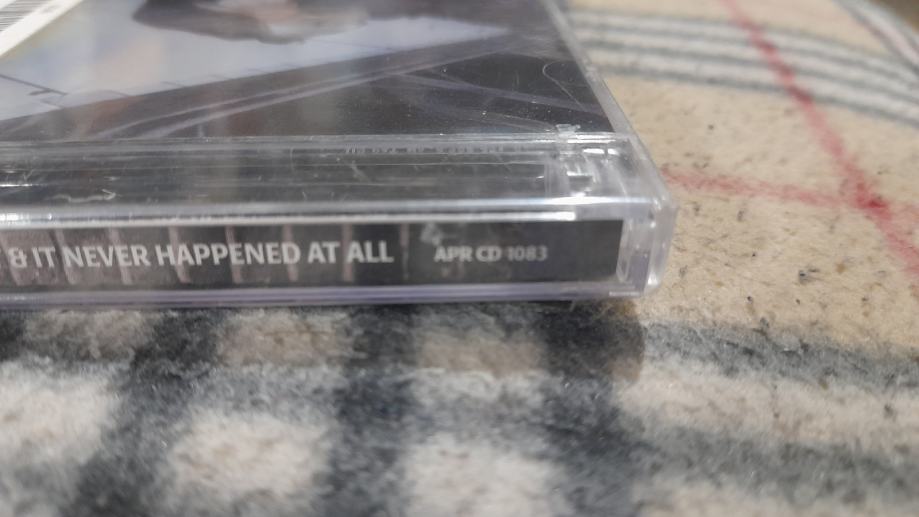 & IT NEVER HAPPENED AT ALL APR CD 1083